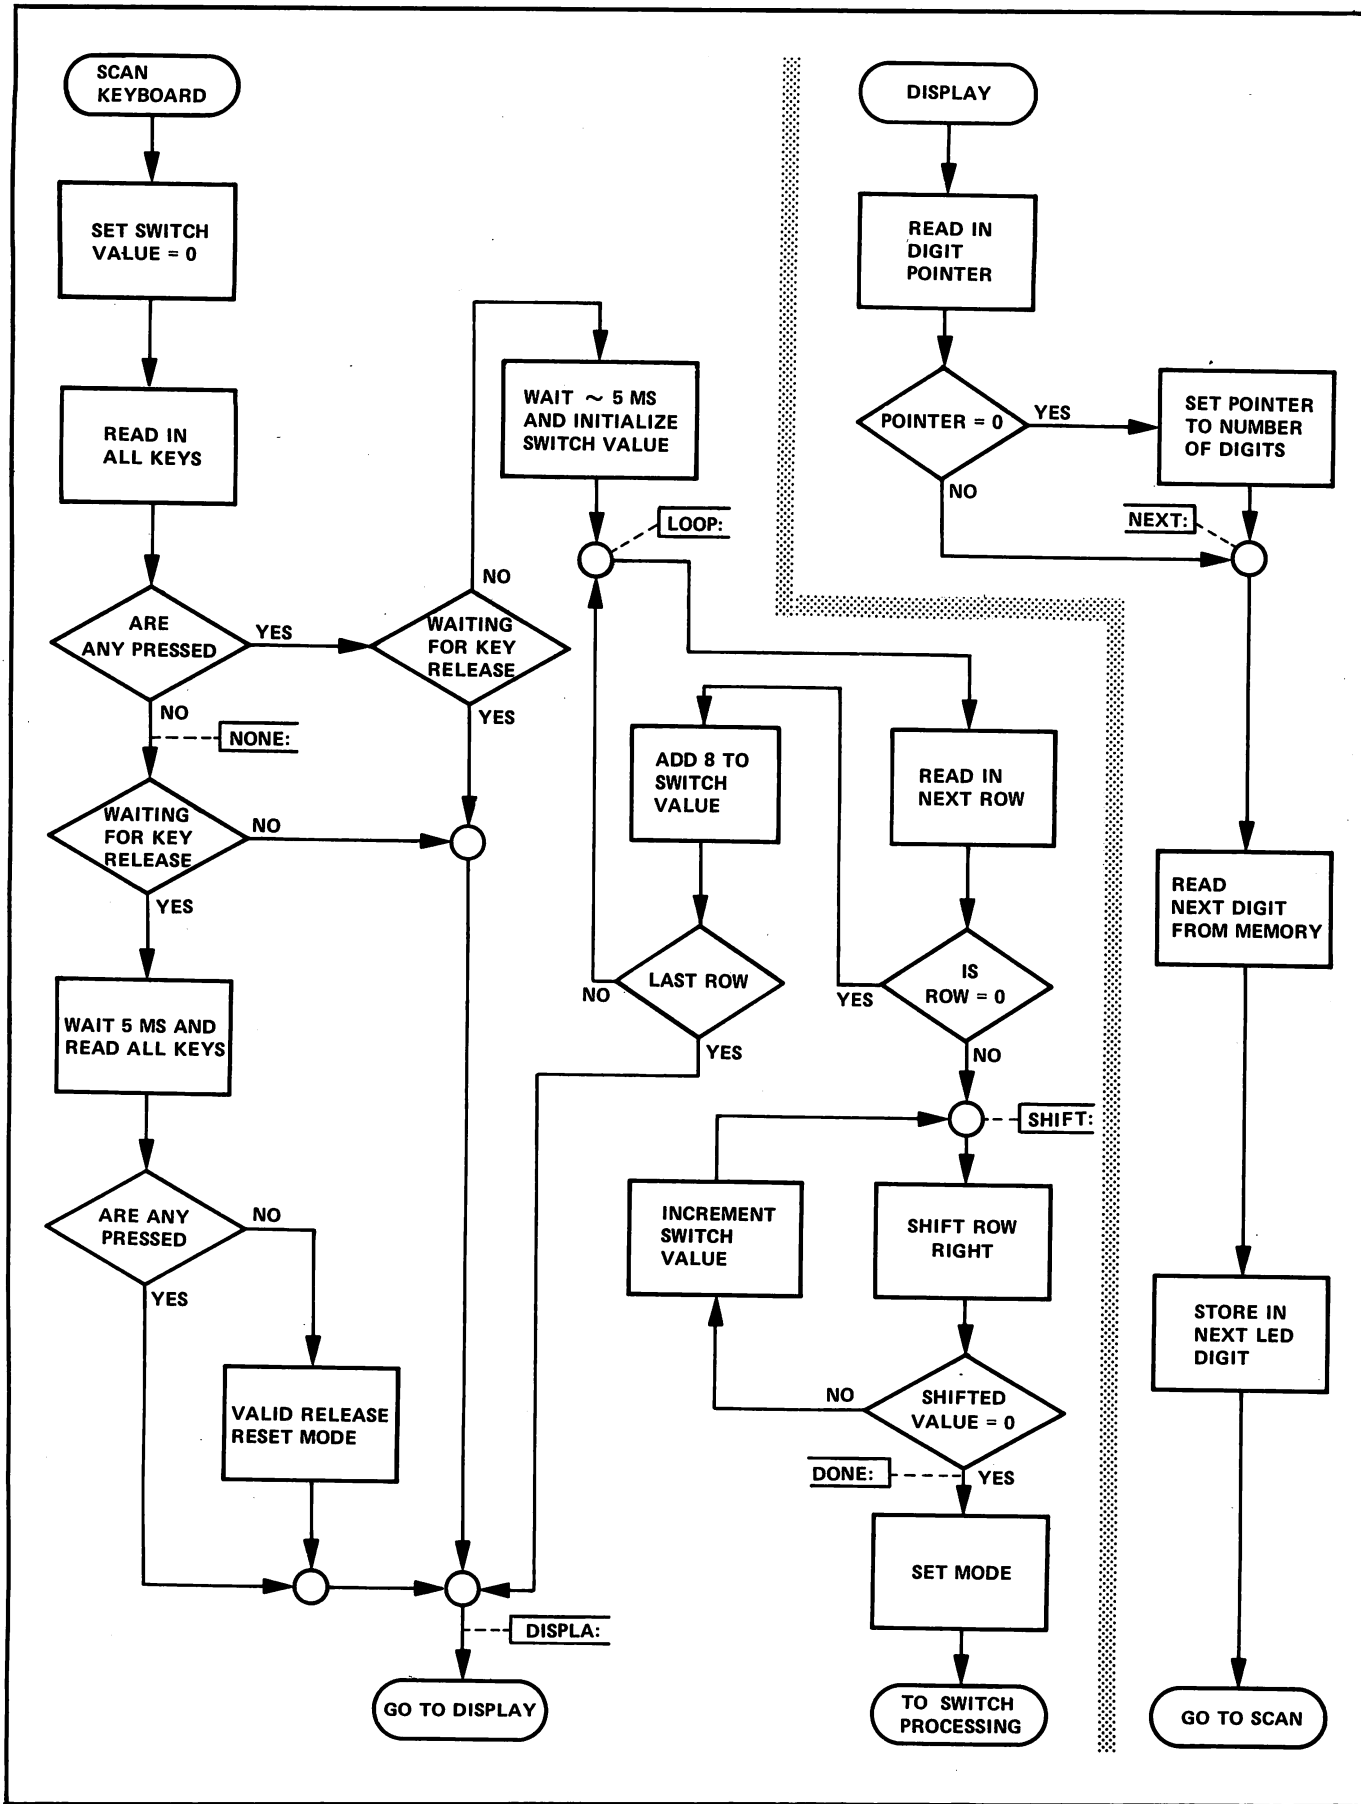 SCAN
KEYBOARD
SET SWITCH
VALUE = 0
READ IN
ALL KEYS
ARE
ANY PRESSED
YES
NO
NONE:
WAITING
FOR KEY
RELEASE
NO
YES
WAIT 5 MS AND
READ ALL KEYS
ARE ANY
PRESSED
NO
YES
VALID RELEASE
RESET MODE
WAITING
FOR KEY
RELEASE
NO
YES
WAIT ~ 5 MS
AND INITIALIZE
SWITCH VALUE
LOOP:
READ IN
NEXT ROW
IS
ROW = 0
YES
NO
ADD 8 TO
SWITCH
VALUE
LAST ROW
NO
YES
SHIFT:
SHIFT ROW
RIGHT
INCREMENT
SWITCH
VALUE
SHIFTED
VALUE = 0
NO
YES
DONE:
SET MODE
TO SWITCH
PROCESSING
DISPLA:
GO TO DISPLAY
DISPLAY
READ IN
DIGIT
POINTER
POINTER = 0
YES
NO
SET POINTER
TO NUMBER
OF DIGITS
NEXT:
READ
NEXT DIGIT
FROM MEMORY
STORE IN
NEXT LED
DIGIT
GO TO SCAN